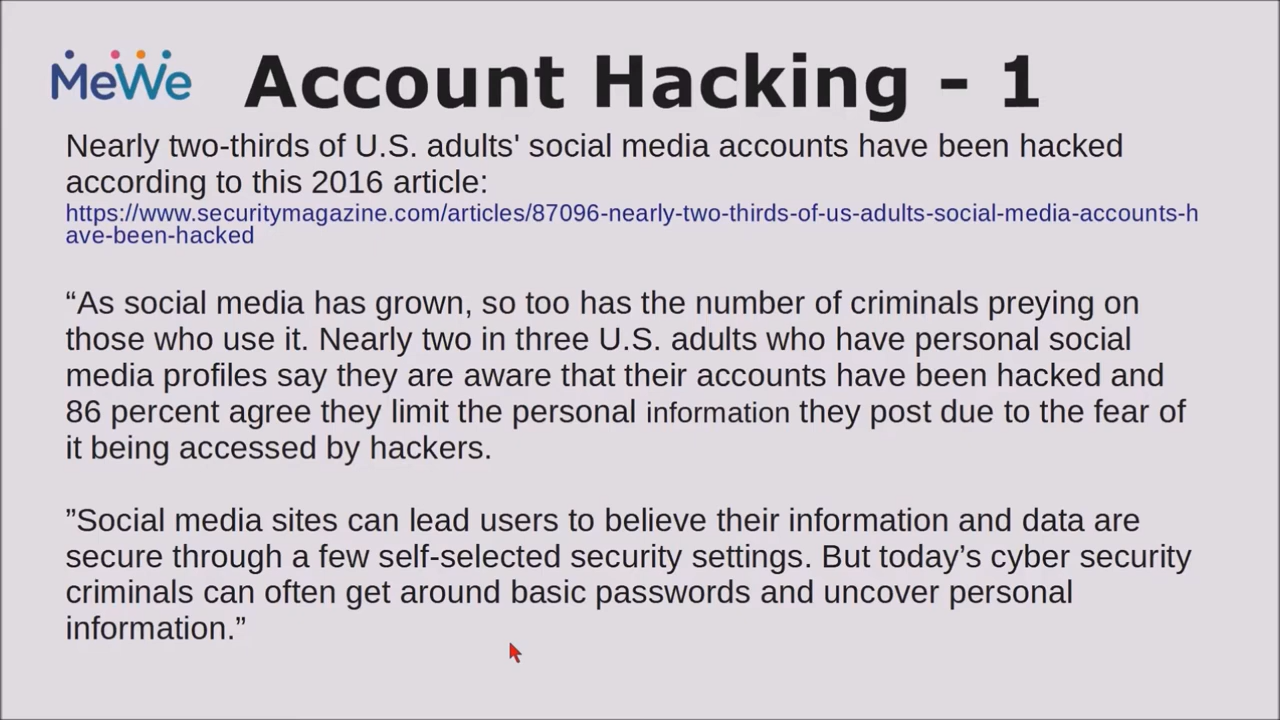 MeWe Account Hacking - 1
Nearly two-thirds of U.S. adults' social media accounts have been hacked
according to this 2016 article:
https://www.securitymagazine.com/articles/87096-nearly-two-thirds-of-us-adults-social-media-accounts-h
ave-been-hacked
“As social media has grown, so too has the number of criminals preying on
those who use it. Nearly two in three U.S. adults who have personal social
media profiles say they are aware that their accounts have been hacked and
86 percent agree they limit the personal information they post due to the fear of
it being accessed by hackers.
”Social media sites can lead users to believe their information and data are
secure through a few self-selected security settings. But today’s cyber security
criminals can often get around basic passwords and uncover personal
information.”